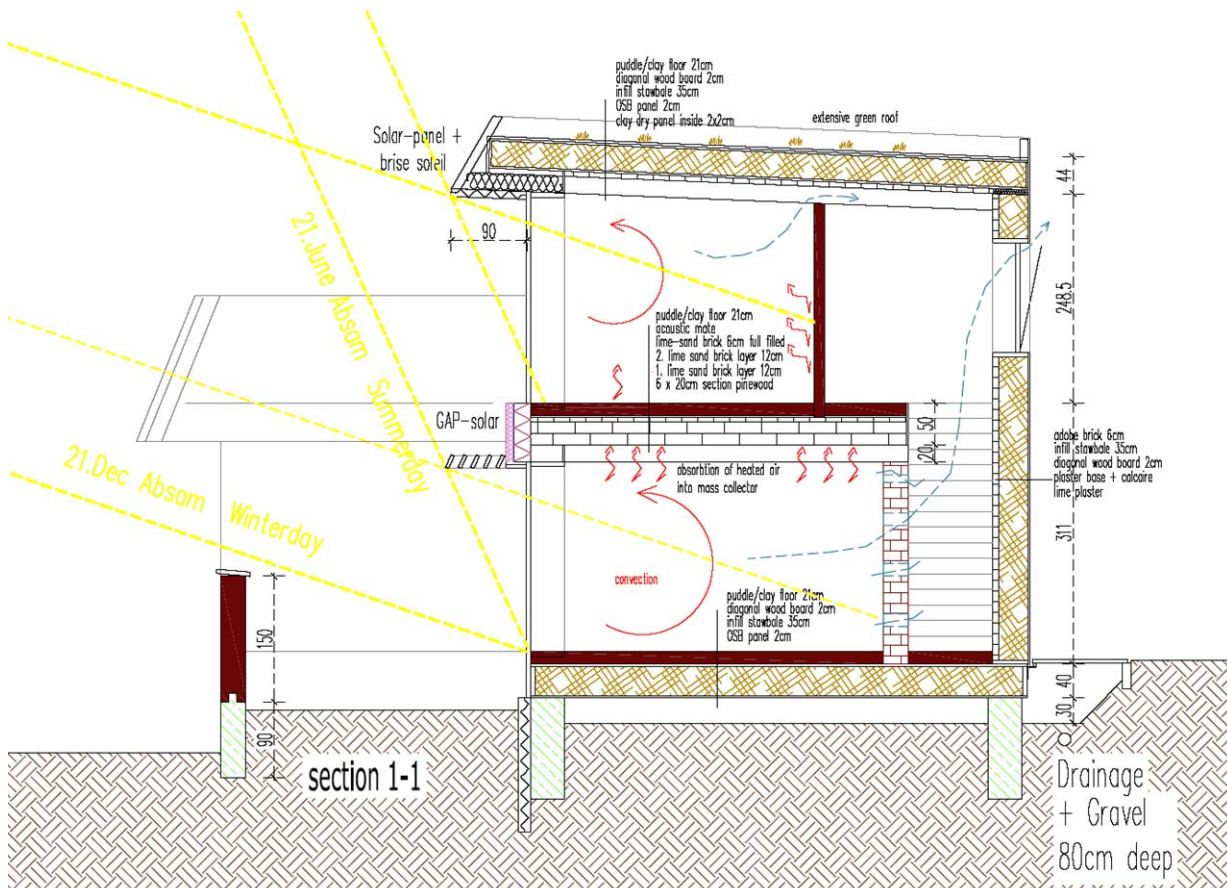 puddle/clay floor 21cm
diagonal wood board 2cm
infill stawbale 35cm
OSB panel 2cm
clay dry panel inside 2x2cm
extensive green roof
Solar-panel +
brise soleil
44
90
21.June Absam Summerday
248.5
puddle/clay floor 21cm
acoustic mate
lime-sand brick 6cm full filled
2. lime sand brick layer 12cm
1. lime sand brick layer 12cm
6 x 20cm section pinewood
GAP-solar
50
20
adobe brick 6cm
infill stawbale 35cm
diagonal wood board 2cm
plaster base + calcaire
lime plaster
absorbtion of heated air
into mass collector
21.Dec Absam Winterday
311
convection
puddle/clay floor 21cm
diagonal wood board 2cm
infill stawbale 35cm
OSB panel 2cm
150
40
30
90
section 1-1
Drainage
+ Gravel
80cm deep